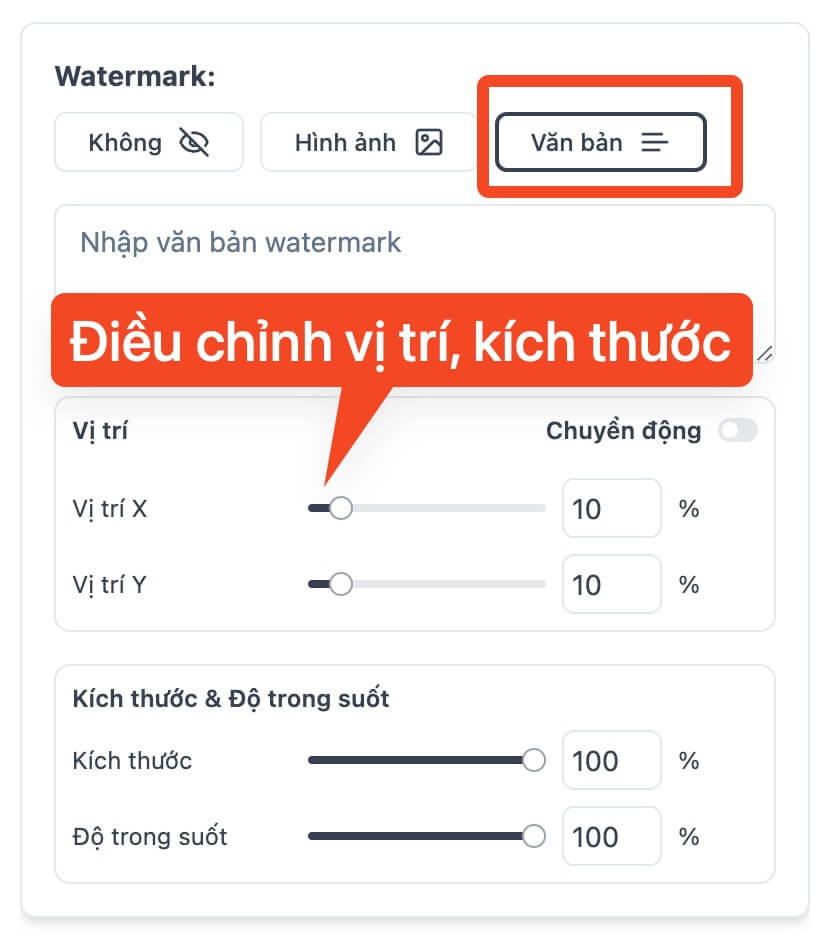 Watermark:
Không
Hình ảnh
Văn bản
Nhập văn bản watermark
Điều chỉnh vị trí, kích thước
Vị trí
Chuyển động
Vị trí X
10 %
Vị trí Y
10 %
Kích thước & Độ trong suốt
Kích thước
100 %
Độ trong suốt
100 %